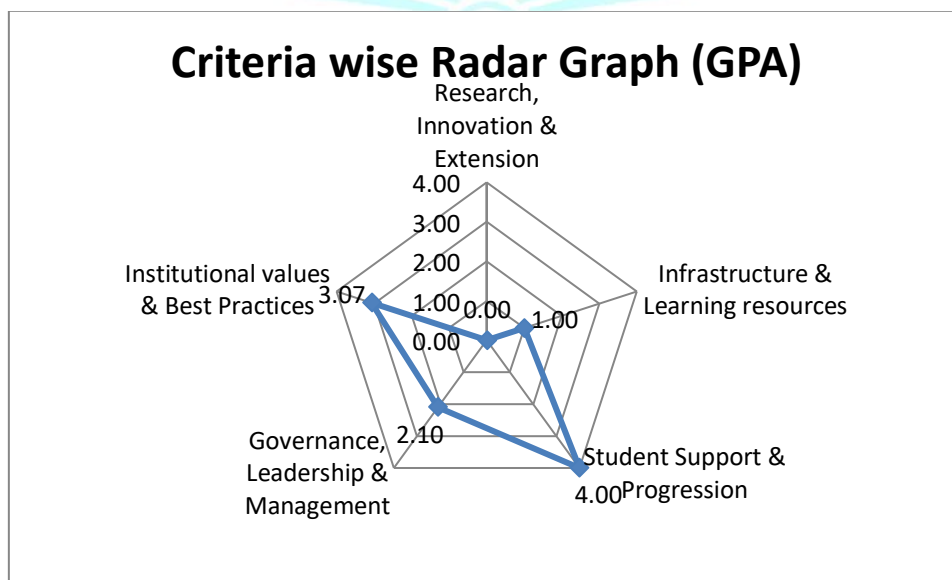 Criteria wise Radar Graph (GPA)
Research,
Innovation &
Extension
4.00
3.00
2.00
1.00
0.00
0.00
1.00
Infrastructure &
Learning resources
Institutional values
& Best Practices
3.07
Governance,
Leadership &
Management
2.10
Student Support &
Progression
4.00